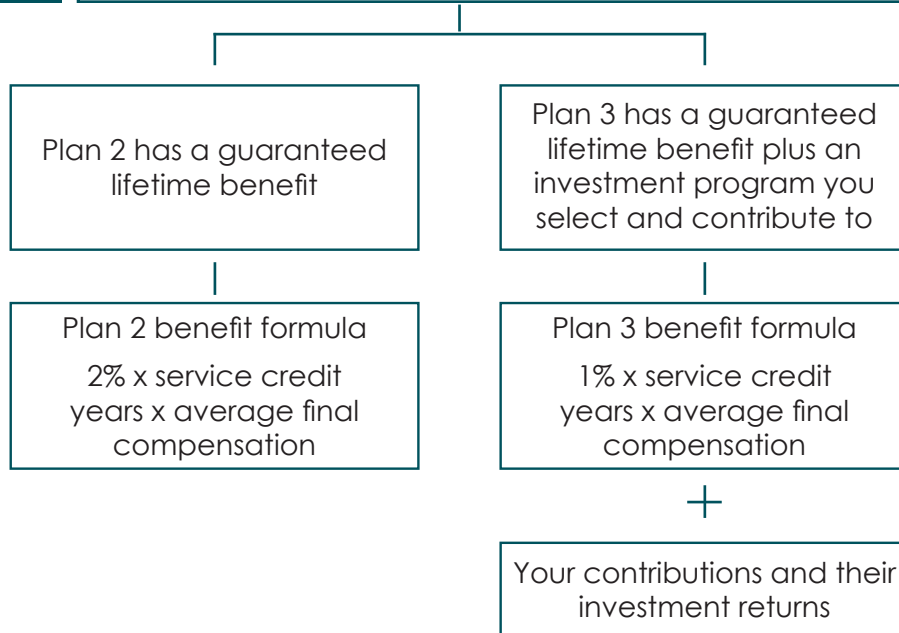 Plan 2 has a guaranteed
lifetime benefit
Plan 3 has a guaranteed
lifetime benefit plus an
investment program you
select and contribute to
Plan 2 benefit formula
2% x service credit
years x average final
compensation
Plan 3 benefit formula
1% x service credit
years x average final
compensation
+
Your contributions and their
investment returns